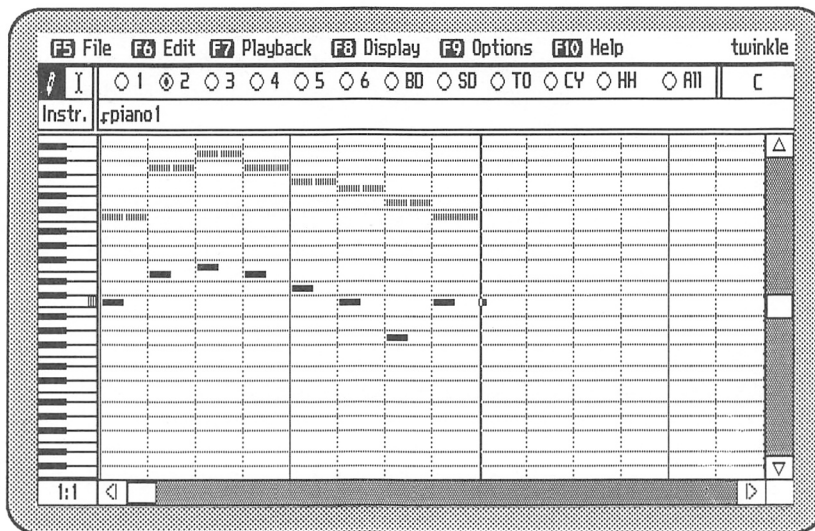 F5 File F6 Edit F7 Playback F8 Display F9 Options F10 Help twinkle
1 2 3 4 5 6 BD SD TO CY HH All C
Instr. piano1
1:1